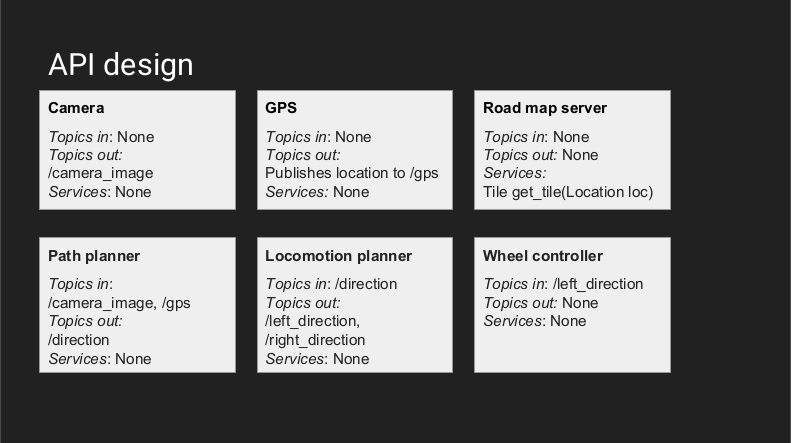 API design
Camera
Topics in: None
Topics out:
/camera_image
Services: None
GPS
Topics in: None
Topics out:
Publishes location to /gps
Services: None
Road map server
Topics in: None
Topics out: None
Services:
Tile get_tile(Location loc)
Path planner
Topics in:
/camera_image, /gps
Topics out:
/direction
Services: None
Locomotion planner
Topics in: /direction
Topics out:
/left_direction,
/right_direction
Services: None
Wheel controller
Topics in: /left_direction
Topics out: None
Services: None